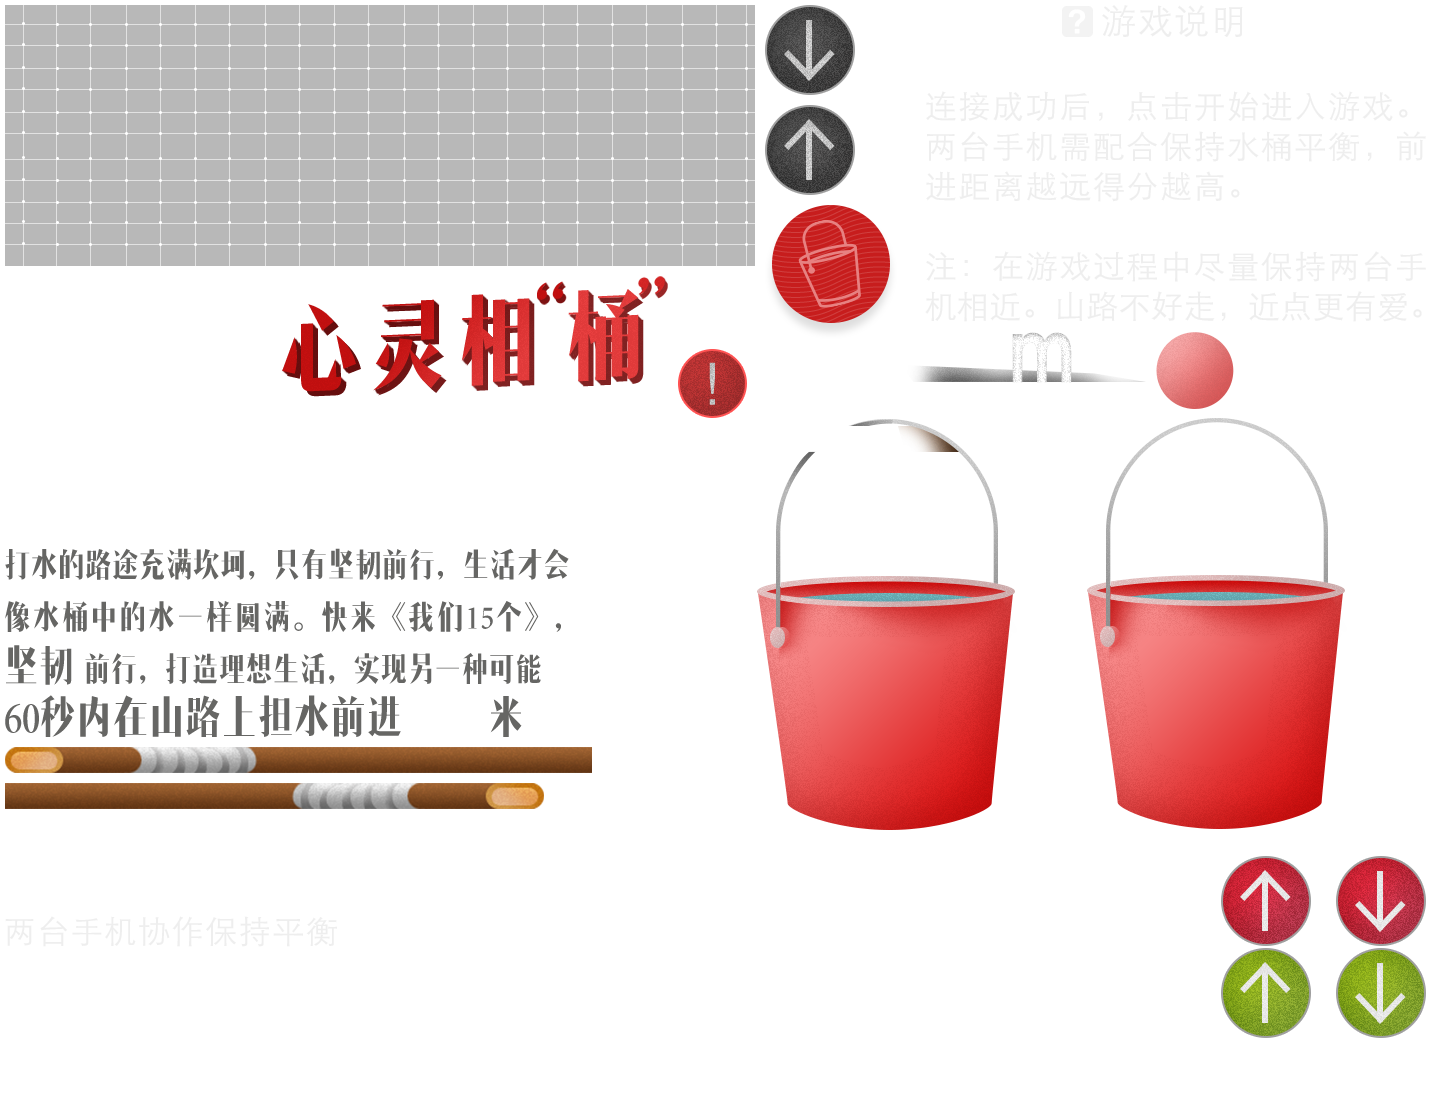 ? 游戏说明
连接成功后，点击开始进入游戏。
两台手机需配合保持水桶平衡，前
进距离越远得分越高。
注：在游戏过程中尽量保持两台手
机相近。山路不好走，近点更有爱。
心灵相“桶”
!
m
打水的路途充满坎坷，只有坚韧前行，生活才会
像水桶中的水一样圆满。快来《我们15个》，
坚韧 前行，打造理想生活，实现另一种可能
60秒内在山路上担水前进 米
两台手机协作保持平衡